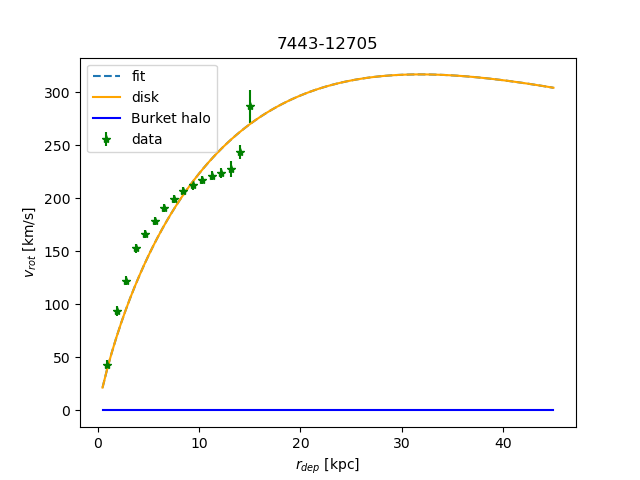 7443-12705
fit
disk
Burket halo
data
300
250
200
150
100
50
0
v_rot [km/s]
0 10 20 30 40
r_dep [kpc]